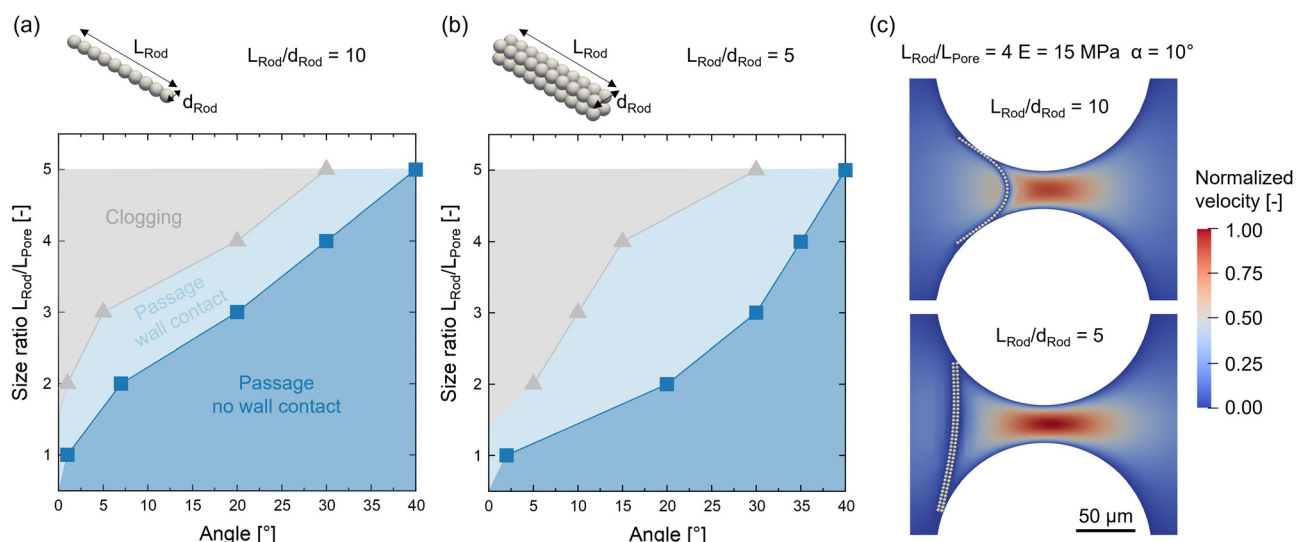 (a)
L_Rod
d_Rod
L_Rod/d_Rod = 10
Size ratio L_Rod/L_Pore [-]
5
4
3
2
1
Clogging
Passage
wall contact
Passage
no wall contact
0 5 10 15 20 25 30 35 40
Angle [°]
(b)
L_Rod
d_Rod
L_Rod/d_Rod = 5
Size ratio L_Rod/L_Pore [-]
5
4
3
2
1
0 5 10 15 20 25 30 35 40
Angle [°]
(c)
L_Rod/L_Pore = 4 E = 15 MPa α = 10°
L_Rod/d_Rod = 10
L_Rod/d_Rod = 5
50 µm
Normalized
velocity [-]
1.00
0.75
0.50
0.25
0.00